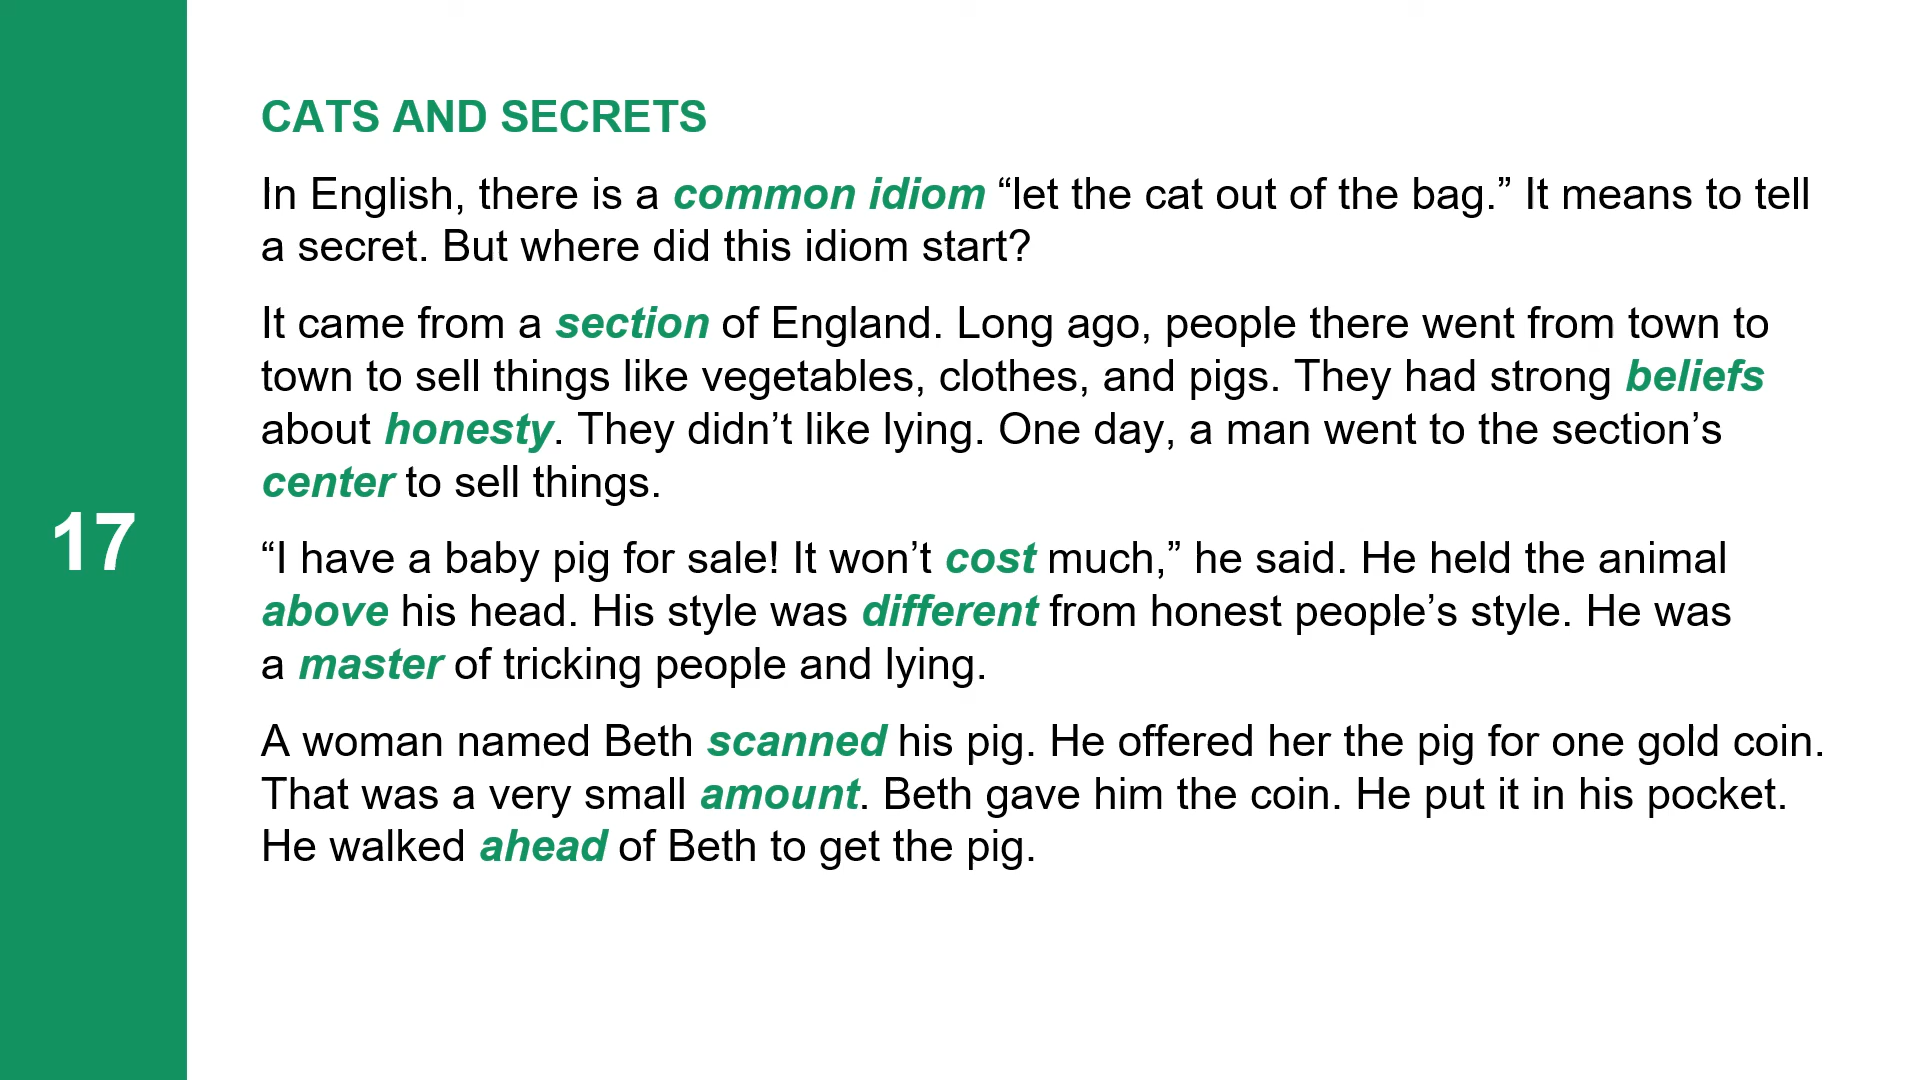 CATS AND SECRETS
In English, there is a common idiom “let the cat out of the bag.” It means to tell
a secret. But where did this idiom start?
It came from a section of England. Long ago, people there went from town to
town to sell things like vegetables, clothes, and pigs. They had strong beliefs
about honesty. They didn’t like lying. One day, a man went to the section’s
center to sell things.
17
“I have a baby pig for sale! It won’t cost much,” he said. He held the animal
above his head. His style was different from honest people’s style. He was
a master of tricking people and lying.
A woman named Beth scanned his pig. He offered her the pig for one gold coin.
That was a very small amount. Beth gave him the coin. He put it in his pocket.
He walked ahead of Beth to get the pig.